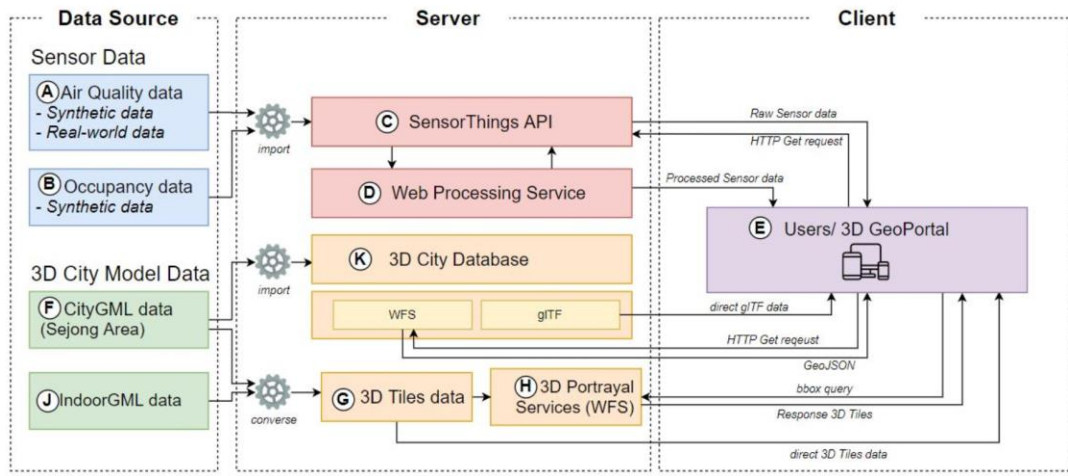 Data Source
Server
Client
Sensor Data
A Air Quality data
- Synthetic data
- Real-world data
B Occupancy data
- Synthetic data
3D City Model Data
F CityGML data
(Sejong Area)
J IndoorGML data
import
C SensorThings API
D Web Processing Service
import
K 3D City Database
WFS
glTF
converse
G 3D Tiles data
H 3D Portrayal
Services (WFS)
Raw Sensor data
HTTP Get request
Processed Sensor data
E Users/ 3D GeoPortal
direct glTF data
HTTP Get reqeust
GeoJSON
bbox query
Response 3D Tiles
direct 3D Tiles data